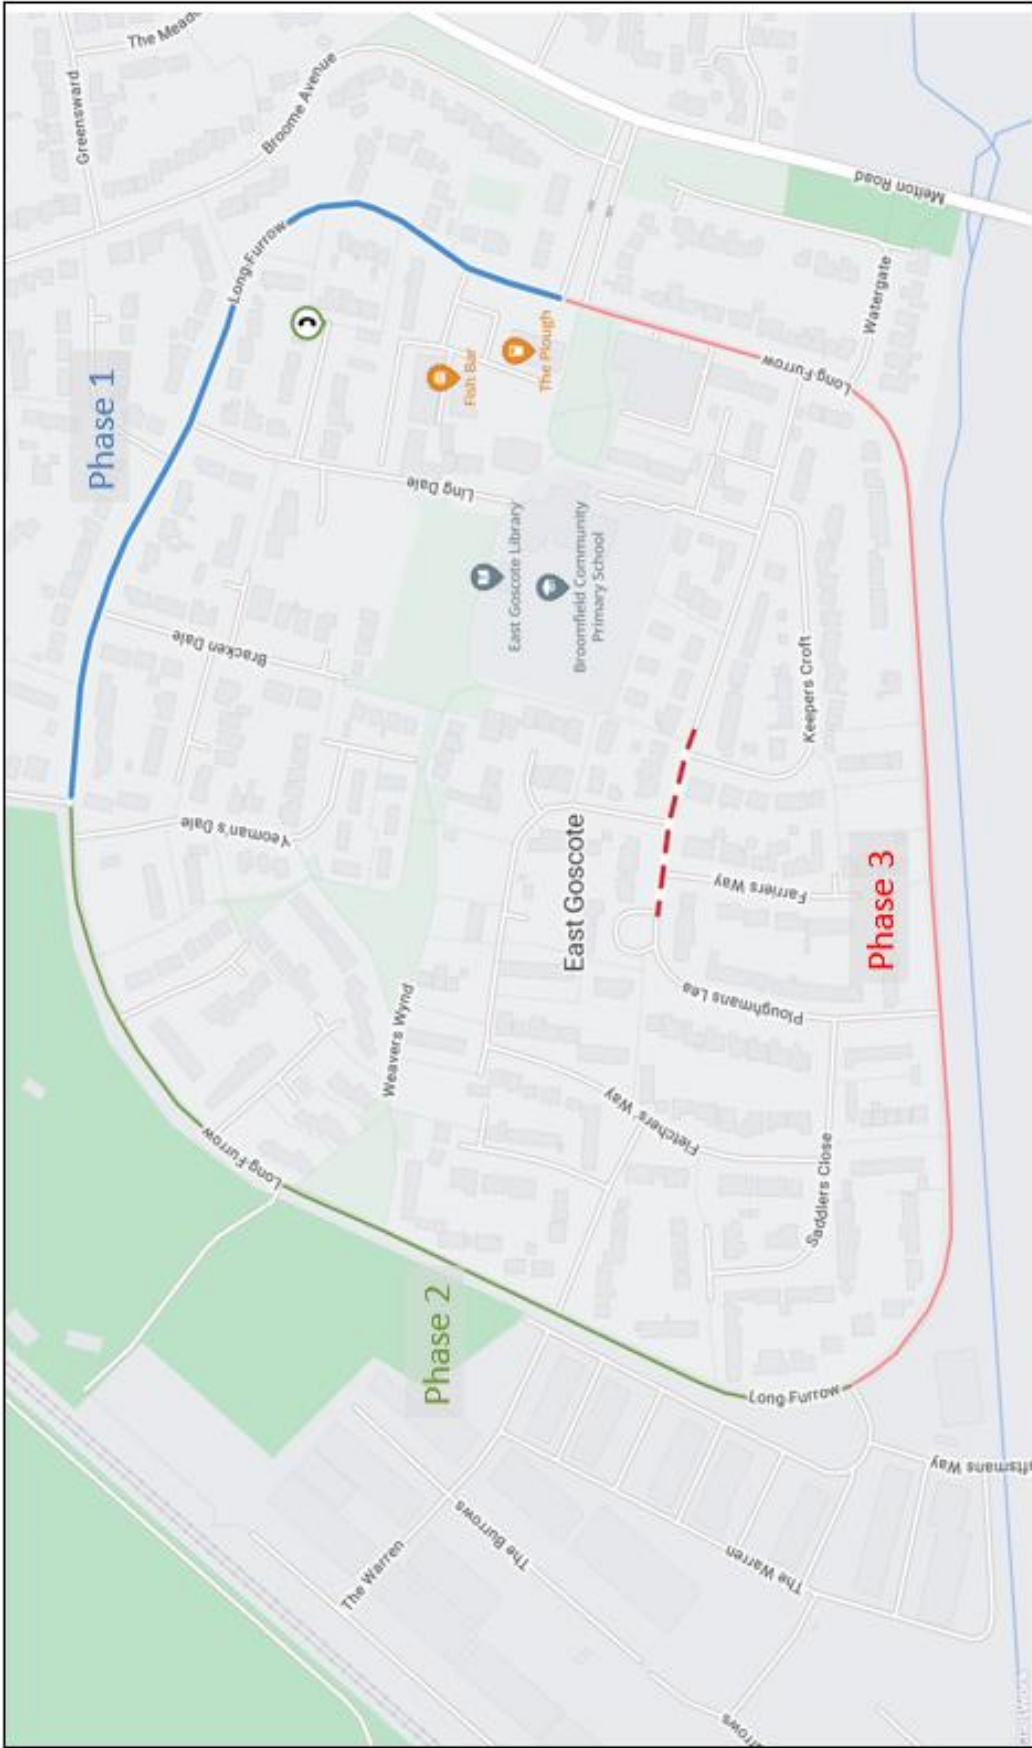 The Mead
Greensward
Broome Avenue
Long Furrow
Phase 1
Melton Road
Watergate
Fish Bar
The Plough
Long Furrow
Ling Dale
East Goscote Library
Broomfield Community
Primary School
Bracken Dale
Keepers Croft
Yeoman's Dale
East Goscote
Farriers Way
Phase 3
Ploughmans Lea
Weavers Wynd
Fletchers' Way
Long Furrow
Saddlers Close
Phase 2
Long Furrow
ftsmans Way
The Warren
The Burrows
The Warren
rrows